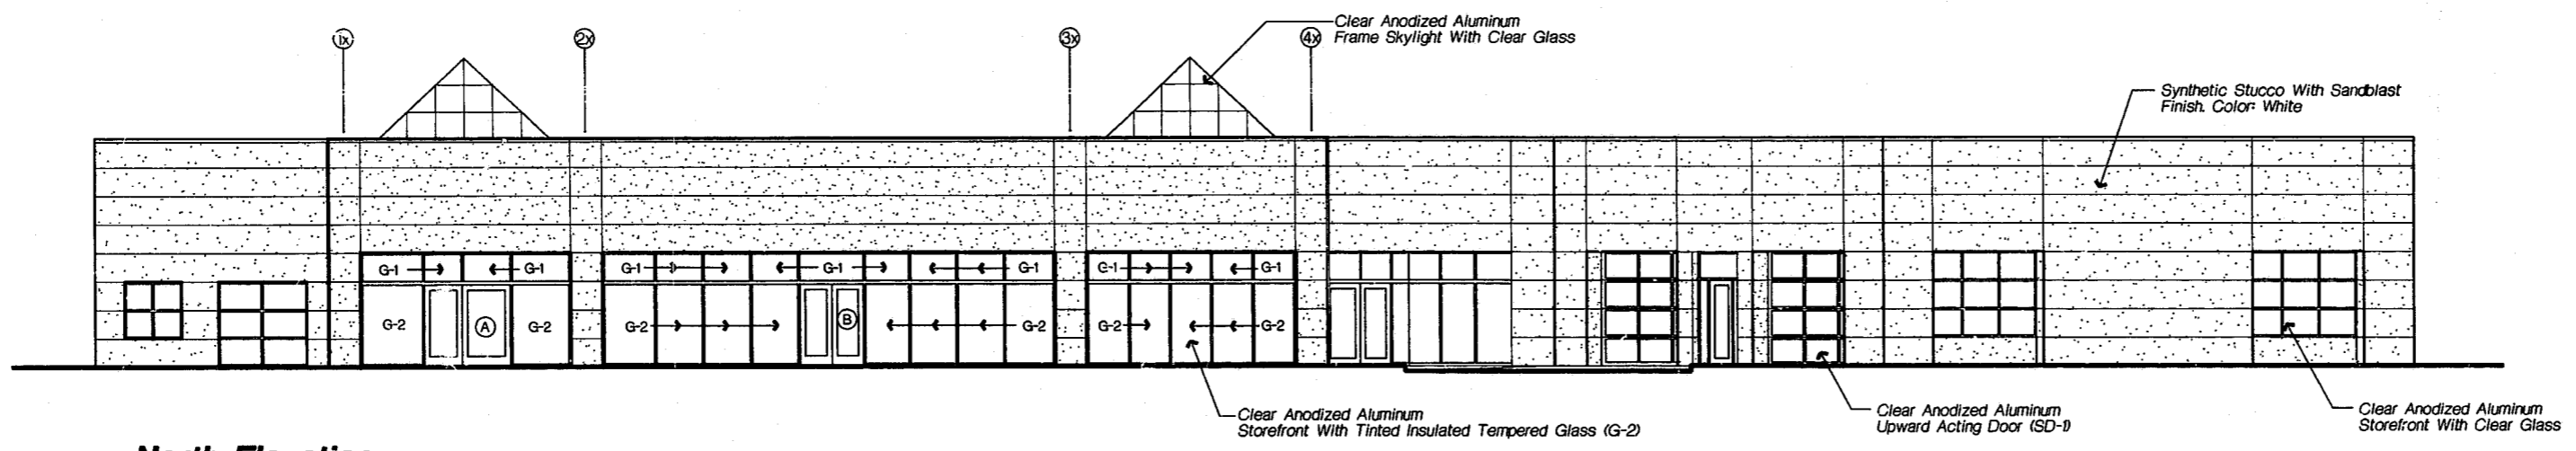 1x
2x
3x
4x
Clear Anodized Aluminum
Frame Skylight With Clear Glass
Synthetic Stucco With Sandblast
Finish. Color: White
G-1 G-1 G-1 G-1 G-1 G-1 G-1
G-2 A G-2 G-2 B G-2 G-2 G-2
Clear Anodized Aluminum
Storefront With Tinted Insulated Tempered Glass (G-2)
Clear Anodized Aluminum
Upward Acting Door (SD-1)
Clear Anodized Aluminum
Storefront With Clear Glass
North Elevation